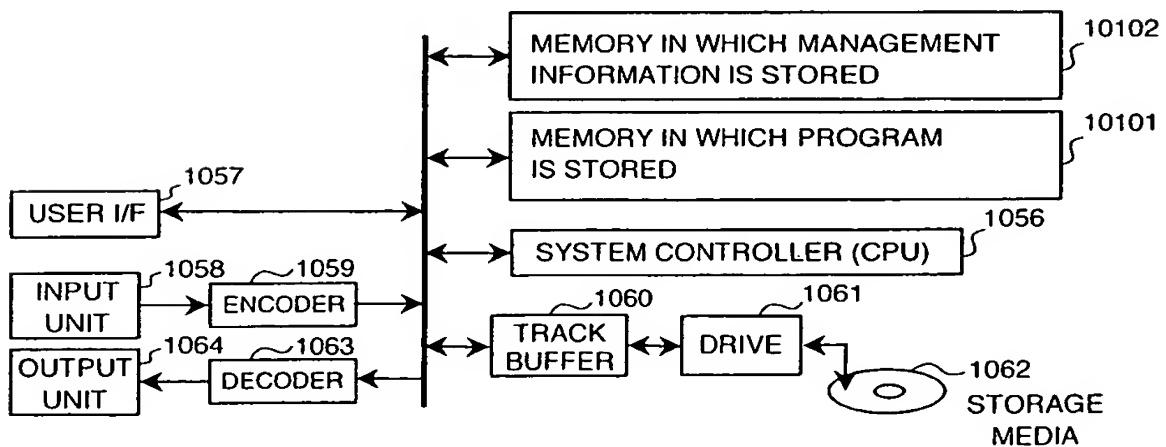 MEMORY IN WHICH MANAGEMENT
INFORMATION IS STORED
10102
MEMORY IN WHICH PROGRAM
IS STORED
10101
USER I/F
1057
SYSTEM CONTROLLER (CPU)
1056
INPUT
UNIT
1058
ENCODER
1059
TRACK
BUFFER
1060
DRIVE
1061
OUTPUT
UNIT
1064
DECODER
1063
1062
STORAGE
MEDIA